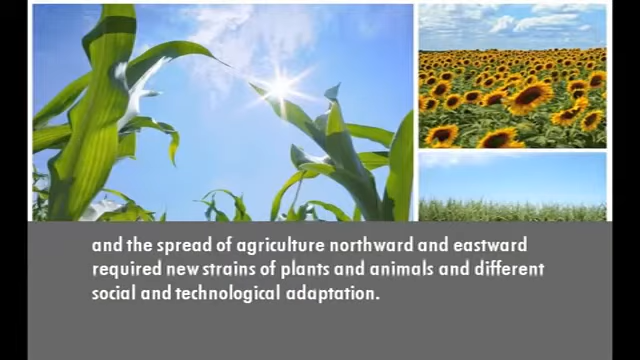 and the spread of agriculture northward and eastward
required new strains of plants and animals and different
social and technological adaptation.